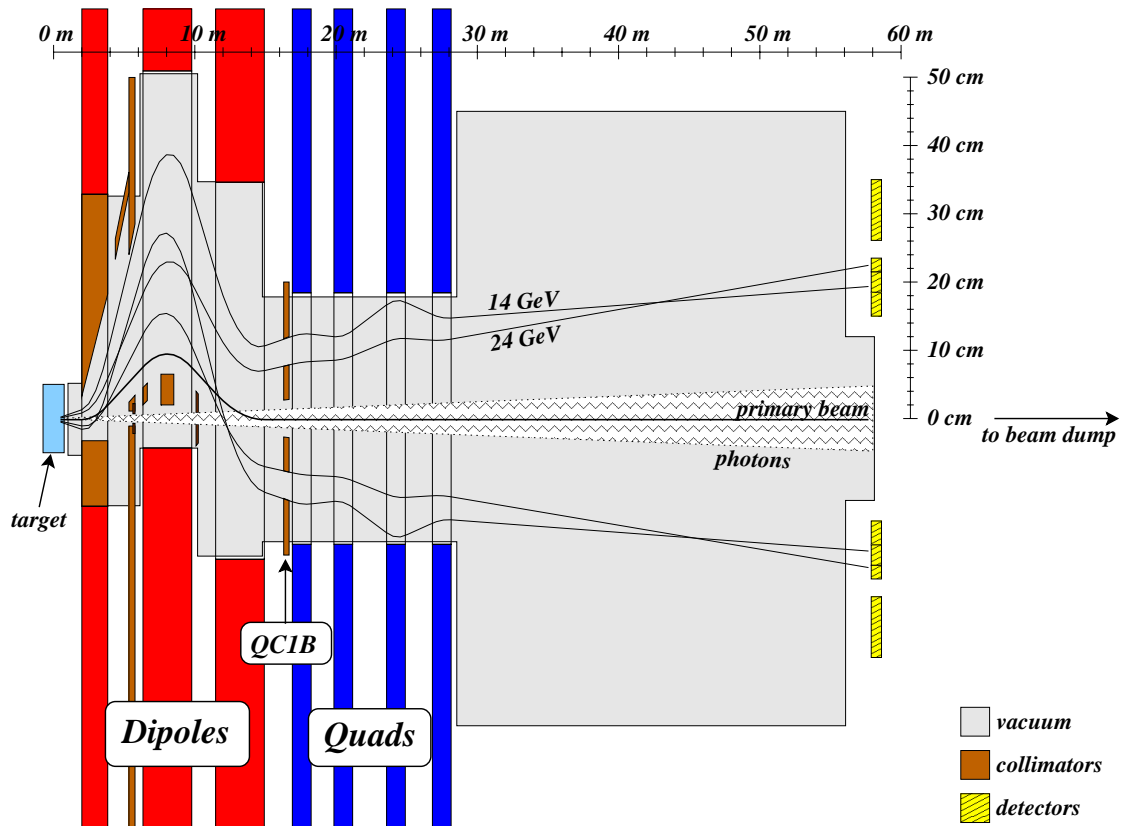 0 m 10 m 20 m 30 m 40 m 50 m 60 m
50 cm
40 cm
30 cm
20 cm
10 cm
0 cm
14 GeV
24 GeV
primary beam
to beam dump
photons
target
QC1B
Dipoles
Quads
vacuum
collimators
detectors